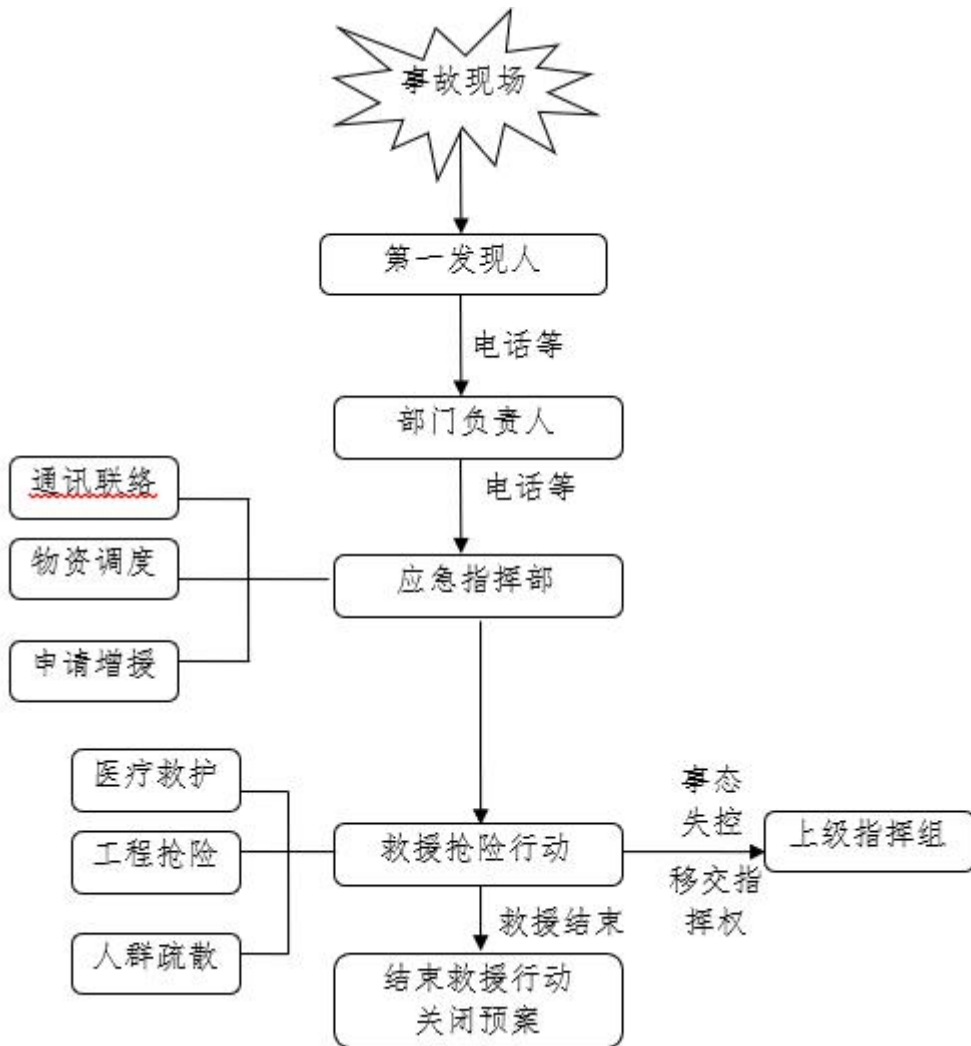 事故现场
第一发现人
电话等
部门负责人
电话等
通讯联络
物资调度
申请增援
应急指挥部
医疗救护
工程抢险
人群疏散
救援抢险行动
事态
失控
移交指
挥权
上级指挥组
救援结束
结束救援行动
关闭预案